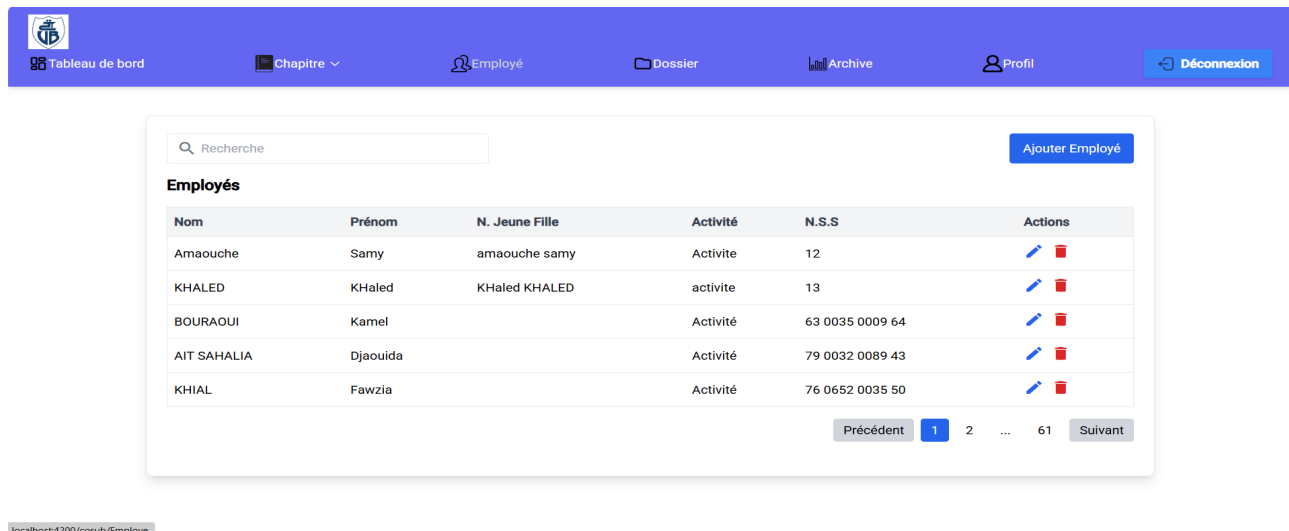 UB
Tableau de bord Chapitre Employé Dossier Archive Profil Déconnexion
Recherche Ajouter Employé
Employés
Nom Prénom N. Jeune Fille Activité N.S.S Actions
Amaouche Samy amaouche samy Activite 12
KHALED KHaled KHaled KHALED activite 13
BOURAOUI Kamel Activité 63 0035 0009 64
AIT SAHALIA Djaouida Activité 79 0032 0089 43
KHIAL Fawzia Activité 76 0652 0035 50
Précédent 1 2 ... 61 Suivant